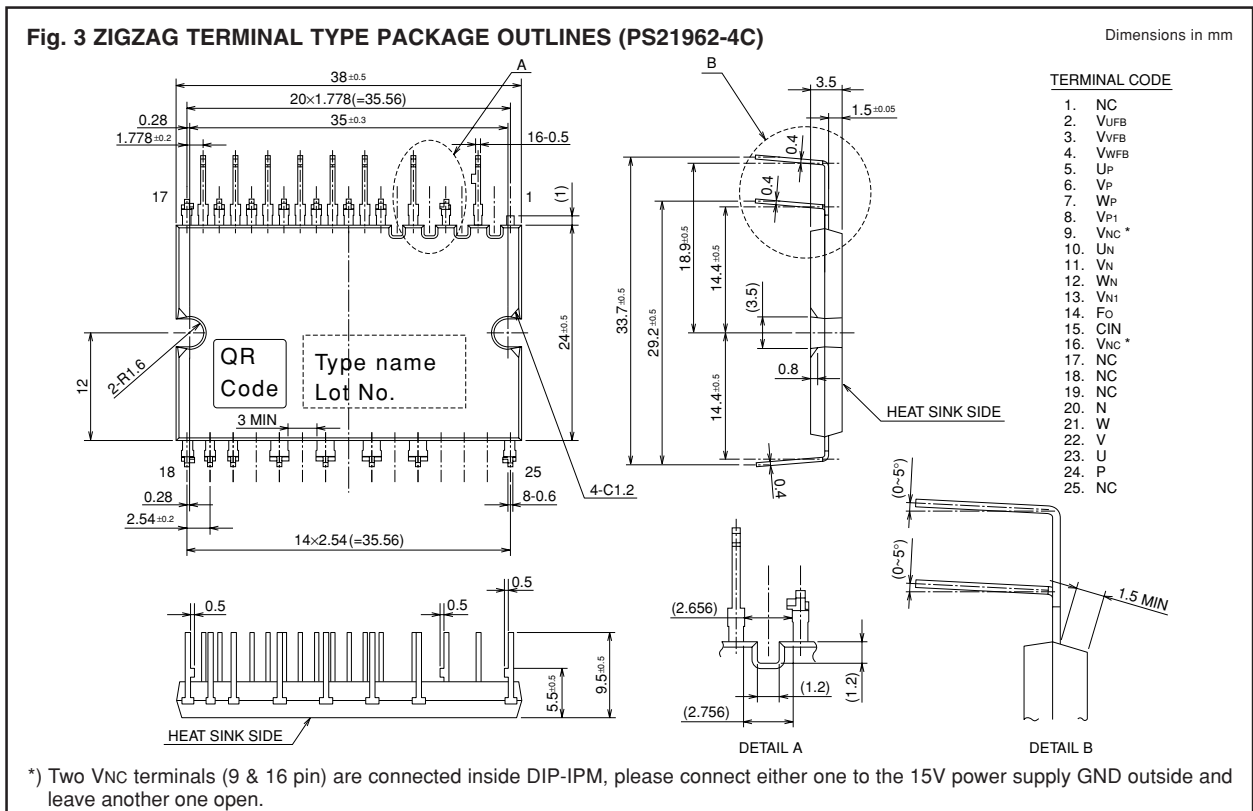 Fig. 3 ZIGZAG TERMINAL TYPE PACKAGE OUTLINES (PS21962-4C)
Dimensions in mm
A
38±0.5
20×1.778(=35.56)
0.28
35±0.3
1.778±0.2
16-0.5
17
1
(1)
QR
Code
Type name
Lot No.
2-R1.6
12
24±0.5
3 MIN
18
25
0.28
2.54±0.2
14×2.54(=35.56)
4-C1.2
8-0.6
B
3.5
1.5±0.05
0.4
0.4
33.7±0.5
29.2±0.5
18.9±0.5
14.4±0.5
(3.5)
0.8
14.4±0.5
0.4
HEAT SINK SIDE
TERMINAL CODE
1. NC
2. VUFB
3. VVFB
4. VWFB
5. UP
6. VP
7. WP
8. VP1
9. VNC *
10. UN
11. VN
12. WN
13. VN1
14. FO
15. CIN
16. VNC *
17. NC
18. NC
19. NC
20. N
21. W
22. V
23. U
24. P
25. NC
0.5
0.5
0.5
5.5±0.5
9.5±0.5
HEAT SINK SIDE
(2.656)
(1.2)
(1.2)
(2.756)
DETAIL A
(0~5°)
(0~5°)
1.5 MIN
DETAIL B
*) Two VNC terminals (9 & 16 pin) are connected inside DIP-IPM, please connect either one to the 15V power supply GND outside and
leave another one open.